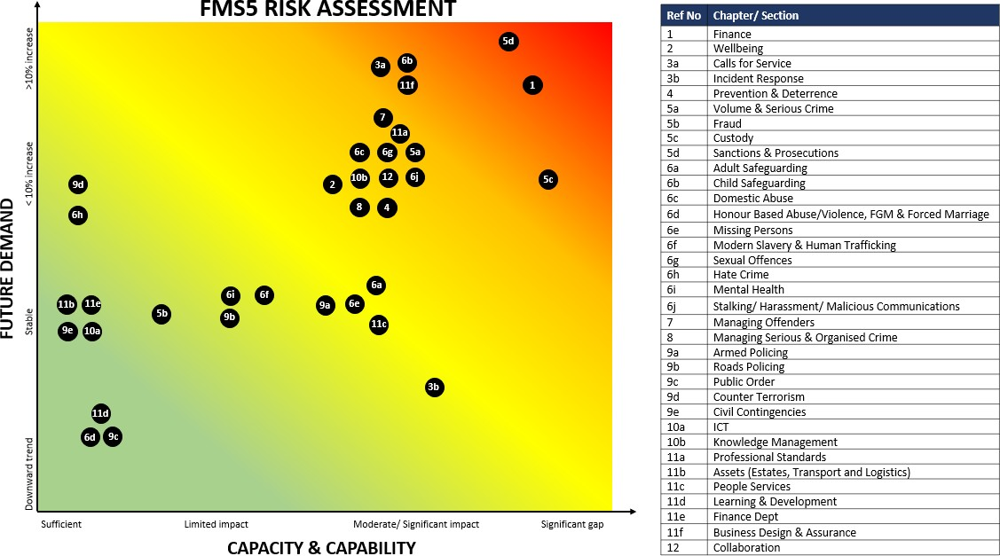 FMS5 RISK ASSESSMENT
FUTURE DEMAND
>10% increase
<10% increase
Stable
Downward trend
5d
6b
3a
11f
1
7
11a
6c
6g
5a
10b
12
6j
2
5c
8
4
9d
6h
6a
6i
6f
11b
11e
9a
6e
5b
9b
11c
9e
10a
3b
11d
6d
9c
Sufficient
Limited impact
Moderate/ Significant impact
Significant gap
CAPACITY & CAPABILITY
Ref No Chapter/ Section
1 Finance
2 Wellbeing
3a Calls for Service
3b Incident Response
4 Prevention & Deterrence
5a Volume & Serious Crime
5b Fraud
5c Custody
5d Sanctions & Prosecutions
6a Adult Safeguarding
6b Child Safeguarding
6c Domestic Abuse
6d Honour Based Abuse/Violence, FGM & Forced Marriage
6e Missing Persons
6f Modern Slavery & Human Trafficking
6g Sexual Offences
6h Hate Crime
6i Mental Health
6j Stalking/ Harassment/ Malicious Communications
7 Managing Offenders
8 Managing Serious & Organised Crime
9a Armed Policing
9b Roads Policing
9c Public Order
9d Counter Terrorism
9e Civil Contingencies
10a ICT
10b Knowledge Management
11a Professional Standards
11b Assets (Estates, Transport and Logistics)
11c People Services
11d Learning & Development
11e Finance Dept
11f Business Design & Assurance
12 Collaboration